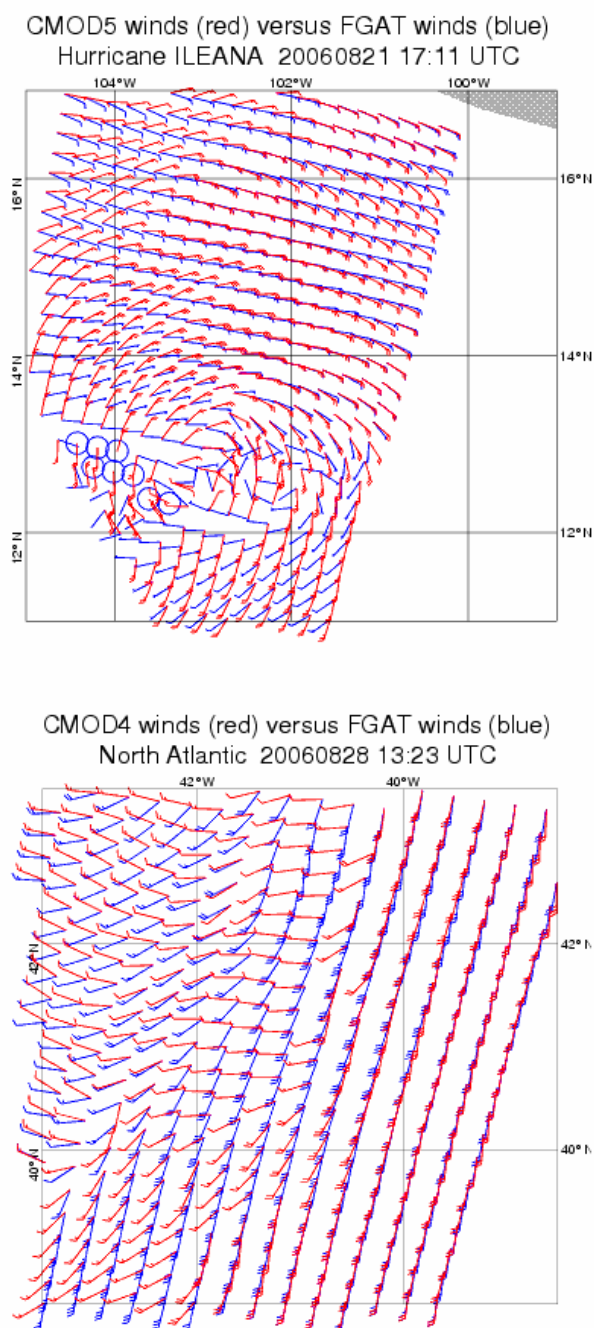 CMOD5 winds (red) versus FGAT winds (blue)
Hurricane ILEANA 20060821 17:11 UTC
104°W 102°W 100°W
16°N 16°N
14°N 14°N
12°N 12°N
CMOD4 winds (red) versus FGAT winds (blue)
North Atlantic 20060828 13:23 UTC
42°W 40°W
42°N 42°N
40°N 40°N